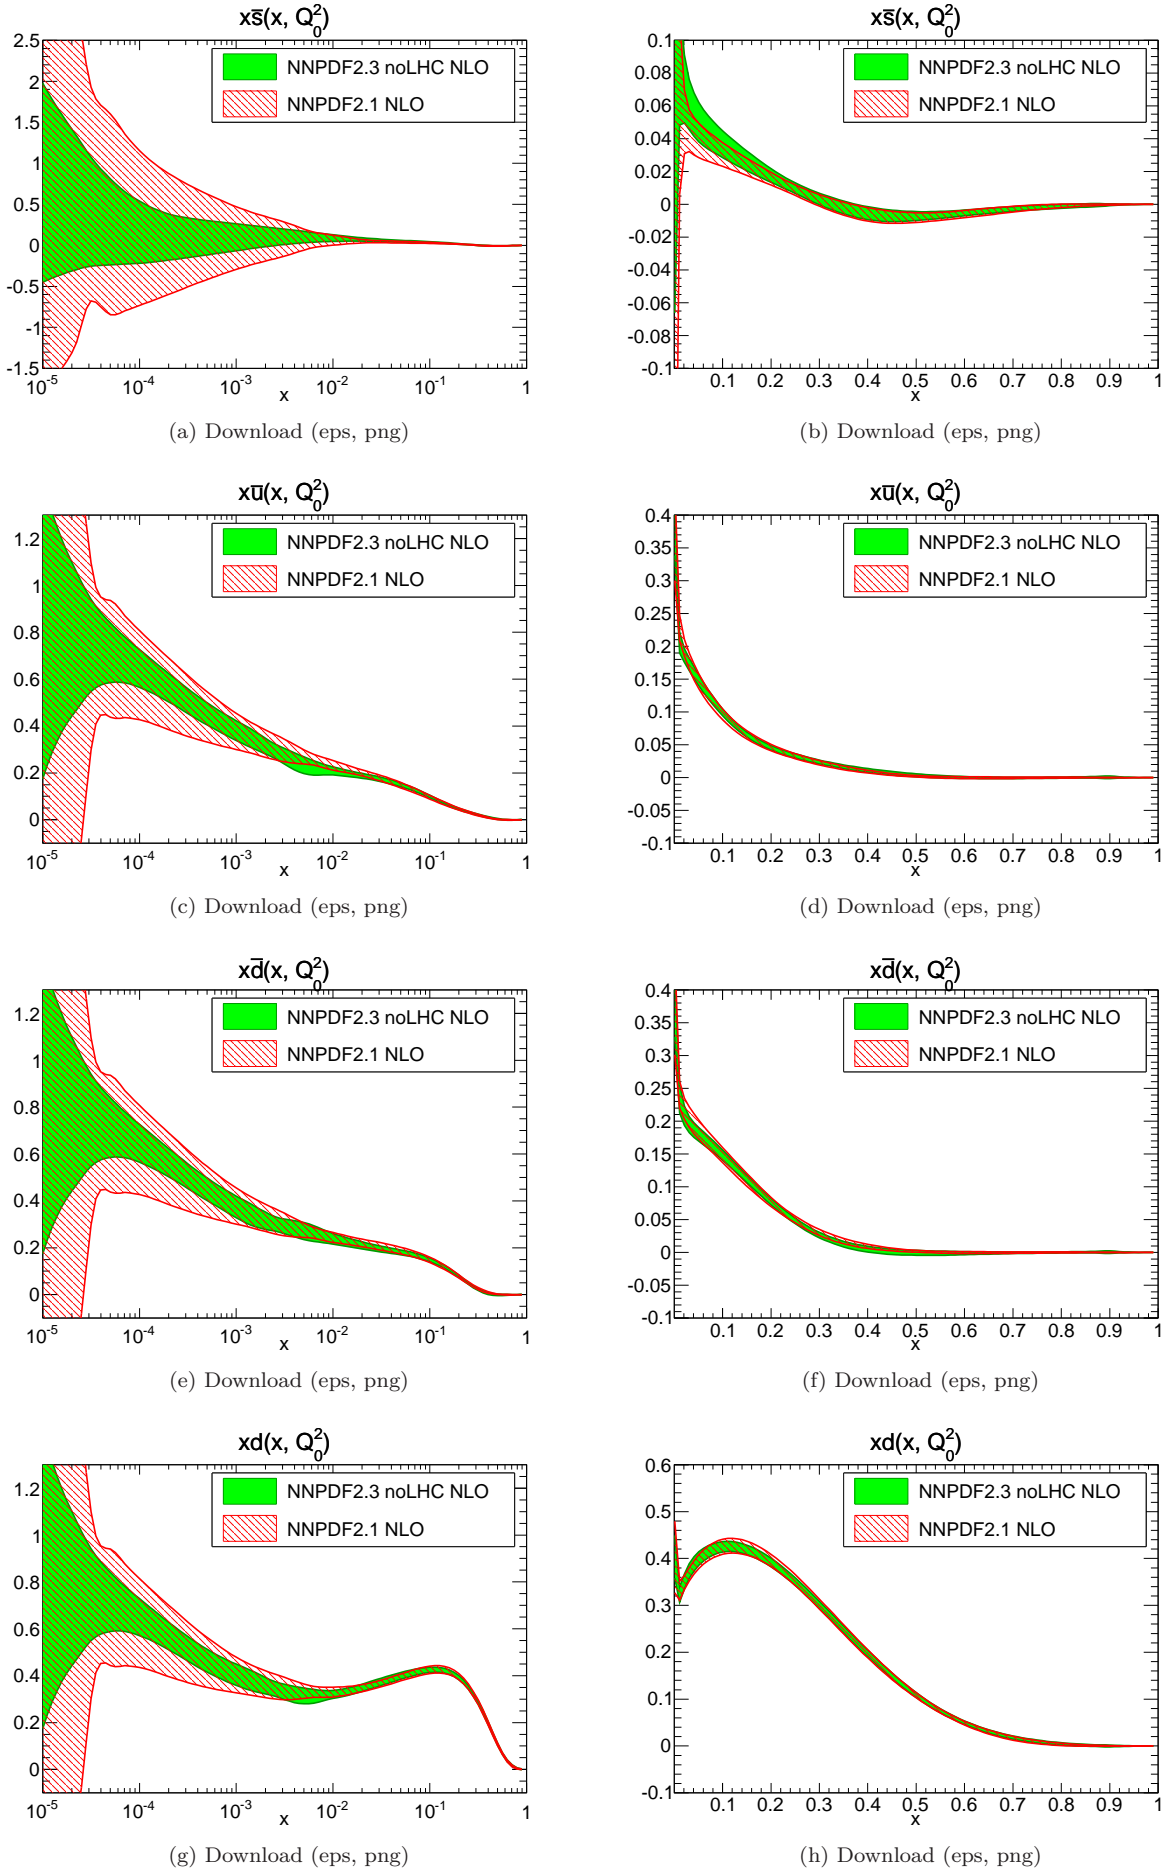 xs̅(x, Q₀²)
2.5
2
1.5
1
0.5
0
-0.5
-1
-1.5
NNPDF2.3 noLHC NLO
NNPDF2.1 NLO
10⁻⁵ 10⁻⁴ 10⁻³ 10⁻² 10⁻¹ 1
x
(a) Download (eps, png)
xs̅(x, Q₀²)
0.1
0.08
0.06
0.04
0.02
0
-0.02
-0.04
-0.06
-0.08
-0.1
NNPDF2.3 noLHC NLO
NNPDF2.1 NLO
0.1 0.2 0.3 0.4 0.5 0.6 0.7 0.8 0.9 1
x
(b) Download (eps, png)
xu̅(x, Q₀²)
1.2
1
0.8
0.6
0.4
0.2
0
NNPDF2.3 noLHC NLO
NNPDF2.1 NLO
10⁻⁵ 10⁻⁴ 10⁻³ 10⁻² 10⁻¹ 1
x
(c) Download (eps, png)
xu̅(x, Q₀²)
0.4
0.35
0.3
0.25
0.2
0.15
0.1
0.05
0
-0.05
-0.1
NNPDF2.3 noLHC NLO
NNPDF2.1 NLO
0.1 0.2 0.3 0.4 0.5 0.6 0.7 0.8 0.9 1
x
(d) Download (eps, png)
xd̅(x, Q₀²)
1.2
1
0.8
0.6
0.4
0.2
0
NNPDF2.3 noLHC NLO
NNPDF2.1 NLO
10⁻⁵ 10⁻⁴ 10⁻³ 10⁻² 10⁻¹ 1
x
(e) Download (eps, png)
xd̅(x, Q₀²)
0.4
0.35
0.3
0.25
0.2
0.15
0.1
0.05
0
-0.05
-0.1
NNPDF2.3 noLHC NLO
NNPDF2.1 NLO
0.1 0.2 0.3 0.4 0.5 0.6 0.7 0.8 0.9 1
x
(f) Download (eps, png)
xd(x, Q₀²)
1.2
1
0.8
0.6
0.4
0.2
0
NNPDF2.3 noLHC NLO
NNPDF2.1 NLO
10⁻⁵ 10⁻⁴ 10⁻³ 10⁻² 10⁻¹ 1
x
(g) Download (eps, png)
xd(x, Q₀²)
0.6
0.5
0.4
0.3
0.2
0.1
0
-0.1
NNPDF2.3 noLHC NLO
NNPDF2.1 NLO
0.1 0.2 0.3 0.4 0.5 0.6 0.7 0.8 0.9 1
x
(h) Download (eps, png)